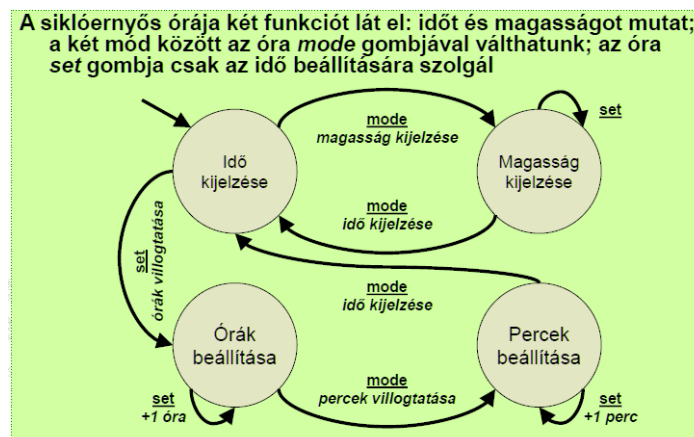 A siklóernyős órája két funkciót lát el: időt és magasságot mutat;
a két mód között az óra mode gombjával válthatunk; az óra
set gombja csak az idő beállítására szolgál
mode
magasság kijelzése
set
Idő
kijelzése
Magasság
kijelzése
mode
idő kijelzése
set
órák villogtatása
mode
idő kijelzése
Órák
beállítása
Percek
beállítása
mode
percek villogtatása
set
+1 óra
set
+1 perc